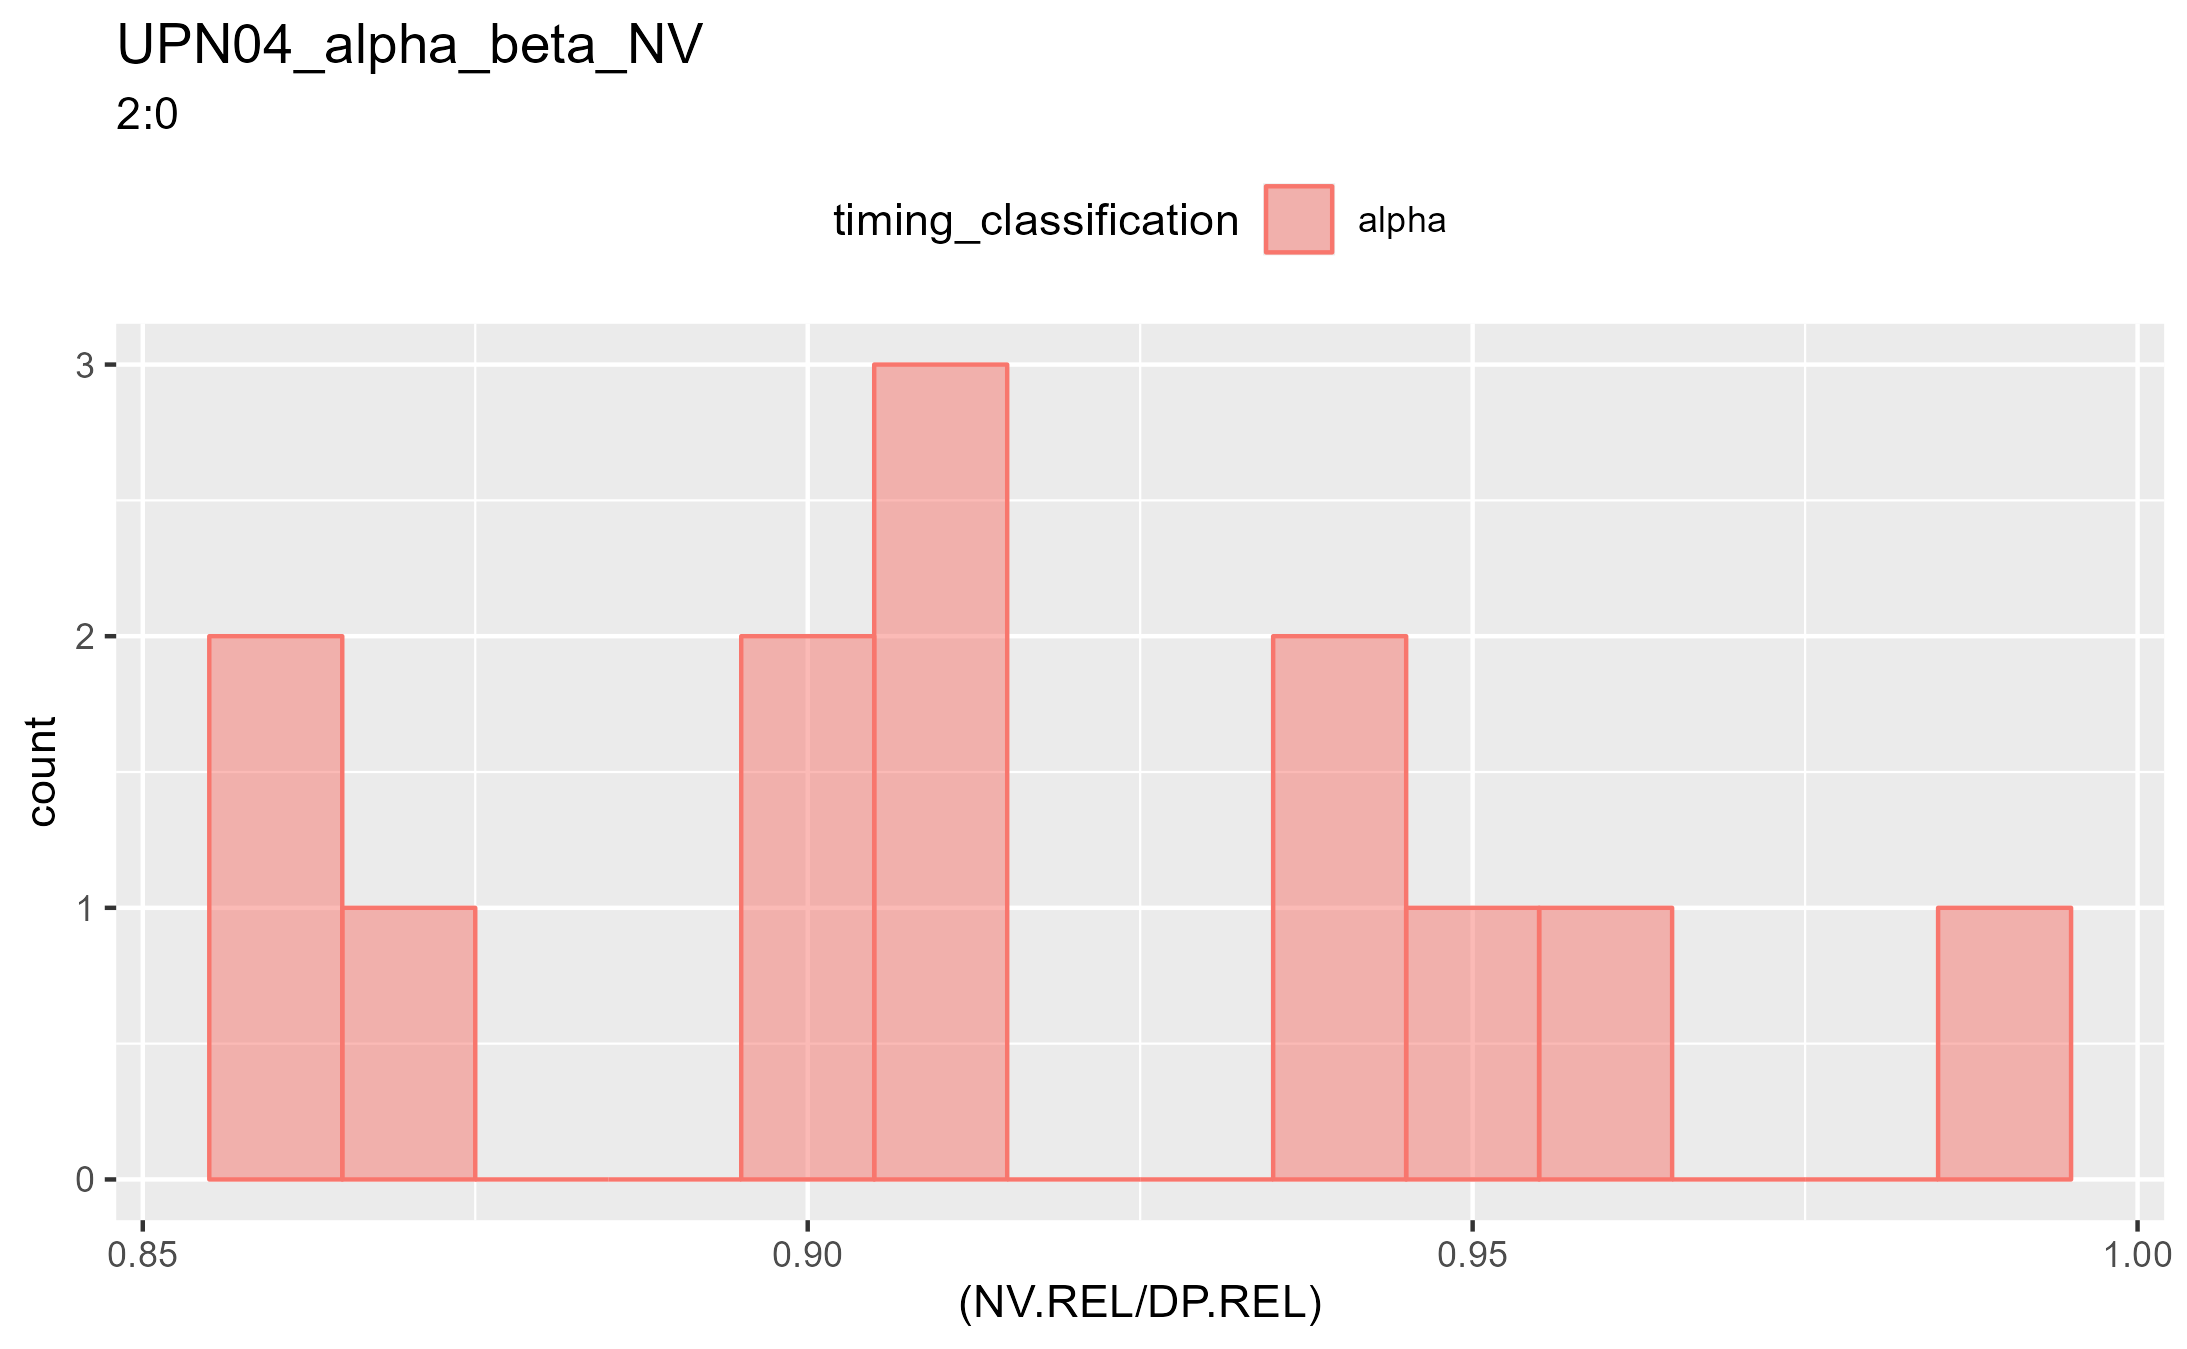 UPN04_alpha_beta_NV
2:0
timing_classification alpha
3
2
1
0
count
0.85 0.90 0.95 1.00
(NV.REL/DP.REL)